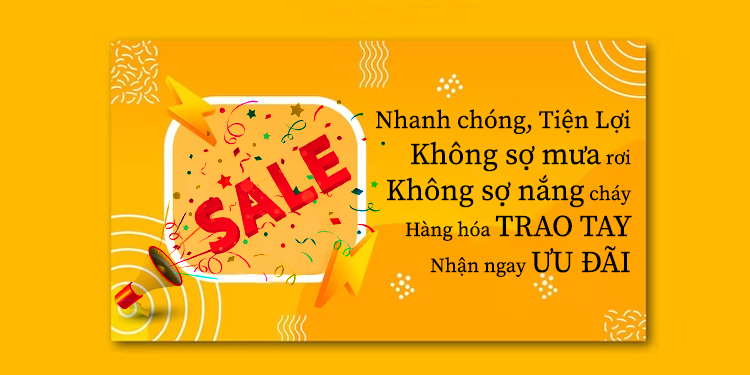 SALE
Nhanh chóng, Tiện Lợi
Không sợ mưa rơi
Không sợ nắng cháy
Hàng hóa TRAO TAY
Nhận ngay ƯU ĐÃI